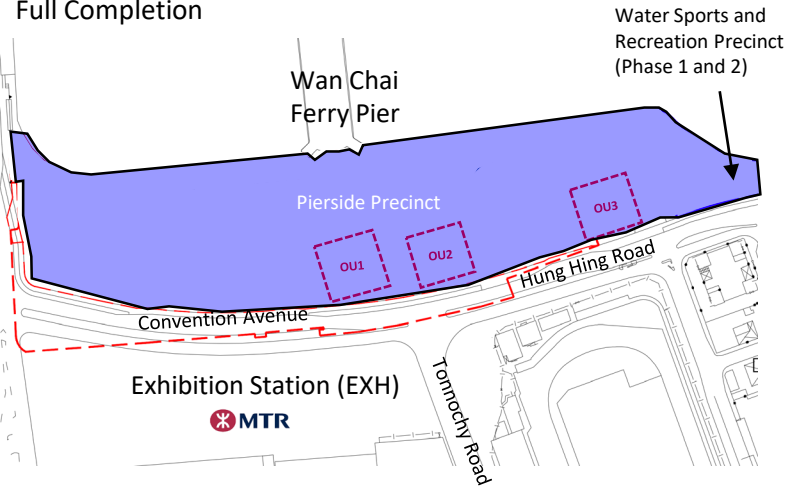 Full Completion
Water Sports and
Recreation Precinct
(Phase 1 and 2)
Wan Chai
Ferry Pier
Pierside Precinct
OU3
OU1
OU2
Hung Hing Road
Convention Avenue
Exhibition Station (EXH)
MTR
Tonnochy Road